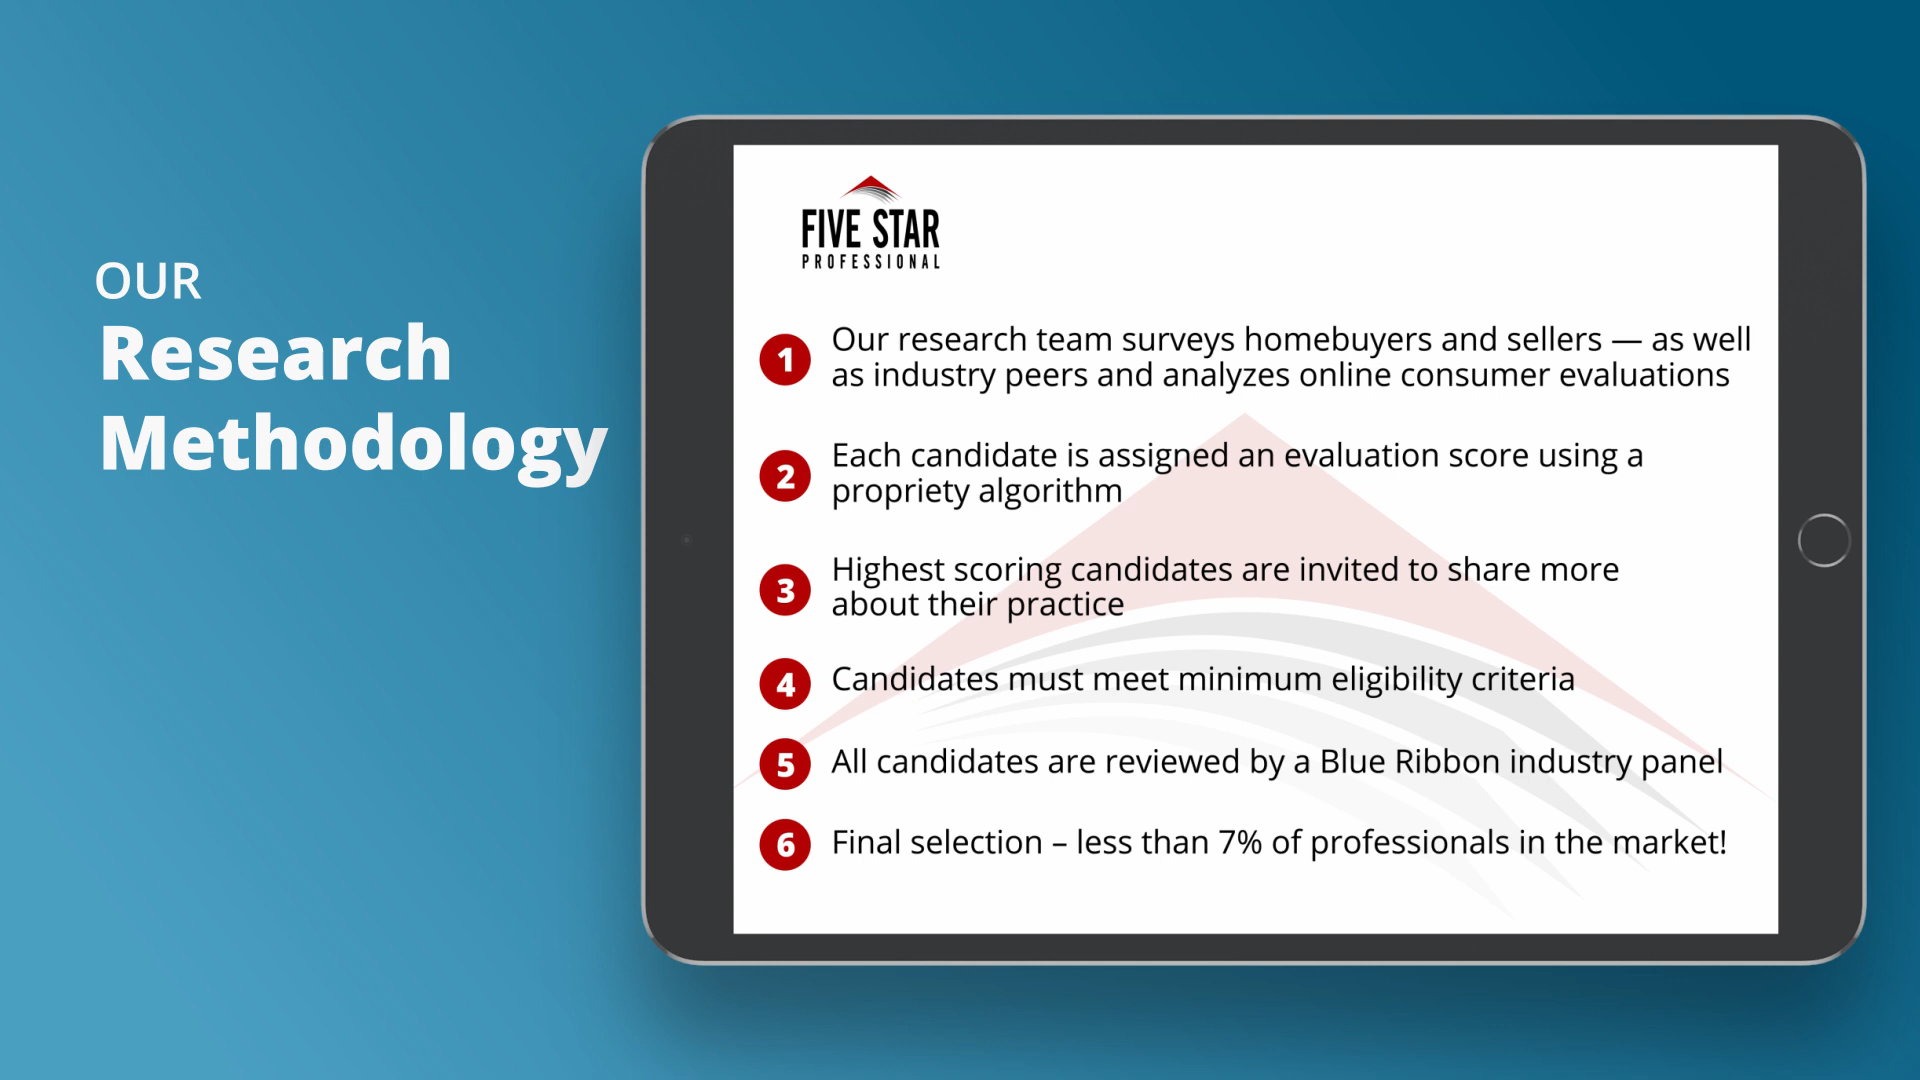 OUR
Research
Methodology
FIVE STAR
PROFESSIONAL
1 Our research team surveys homebuyers and sellers — as well
as industry peers and analyzes online consumer evaluations
2 Each candidate is assigned an evaluation score using a
propriety algorithm
3 Highest scoring candidates are invited to share more
about their practice
4 Candidates must meet minimum eligibility criteria
5 All candidates are reviewed by a Blue Ribbon industry panel
6 Final selection – less than 7% of professionals in the market!